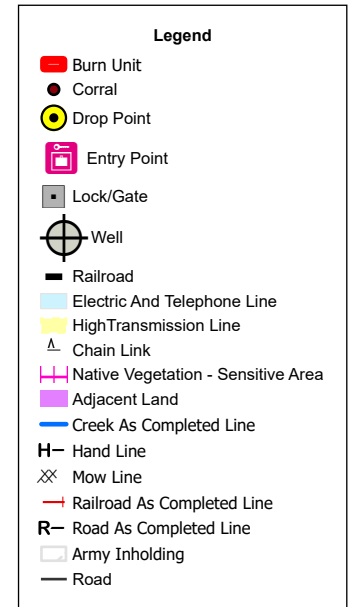 Legend
Burn Unit
Corral
Drop Point
Entry Point
Lock/Gate
Well
Railroad
Electric And Telephone Line
HighTransmission Line
Chain Link
Native Vegetation - Sensitive Area
Adjacent Land
Creek As Completed Line
H Hand Line
Mow Line
Railroad As Completed Line
R Road As Completed Line
Army Inholding
Road